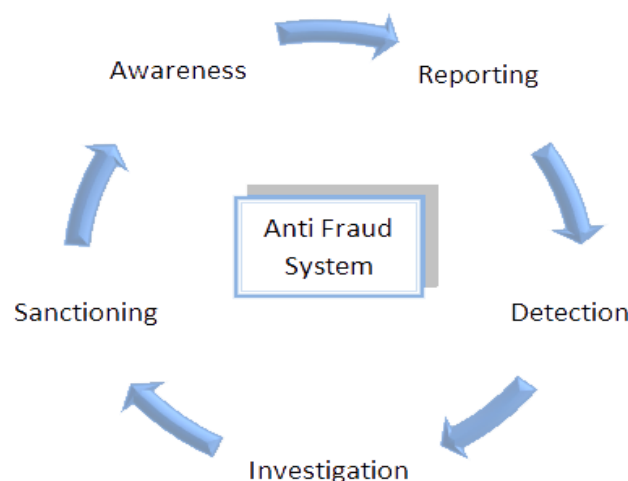 Awareness
Reporting
Anti Fraud
System
Sanctioning
Detection
Investigation